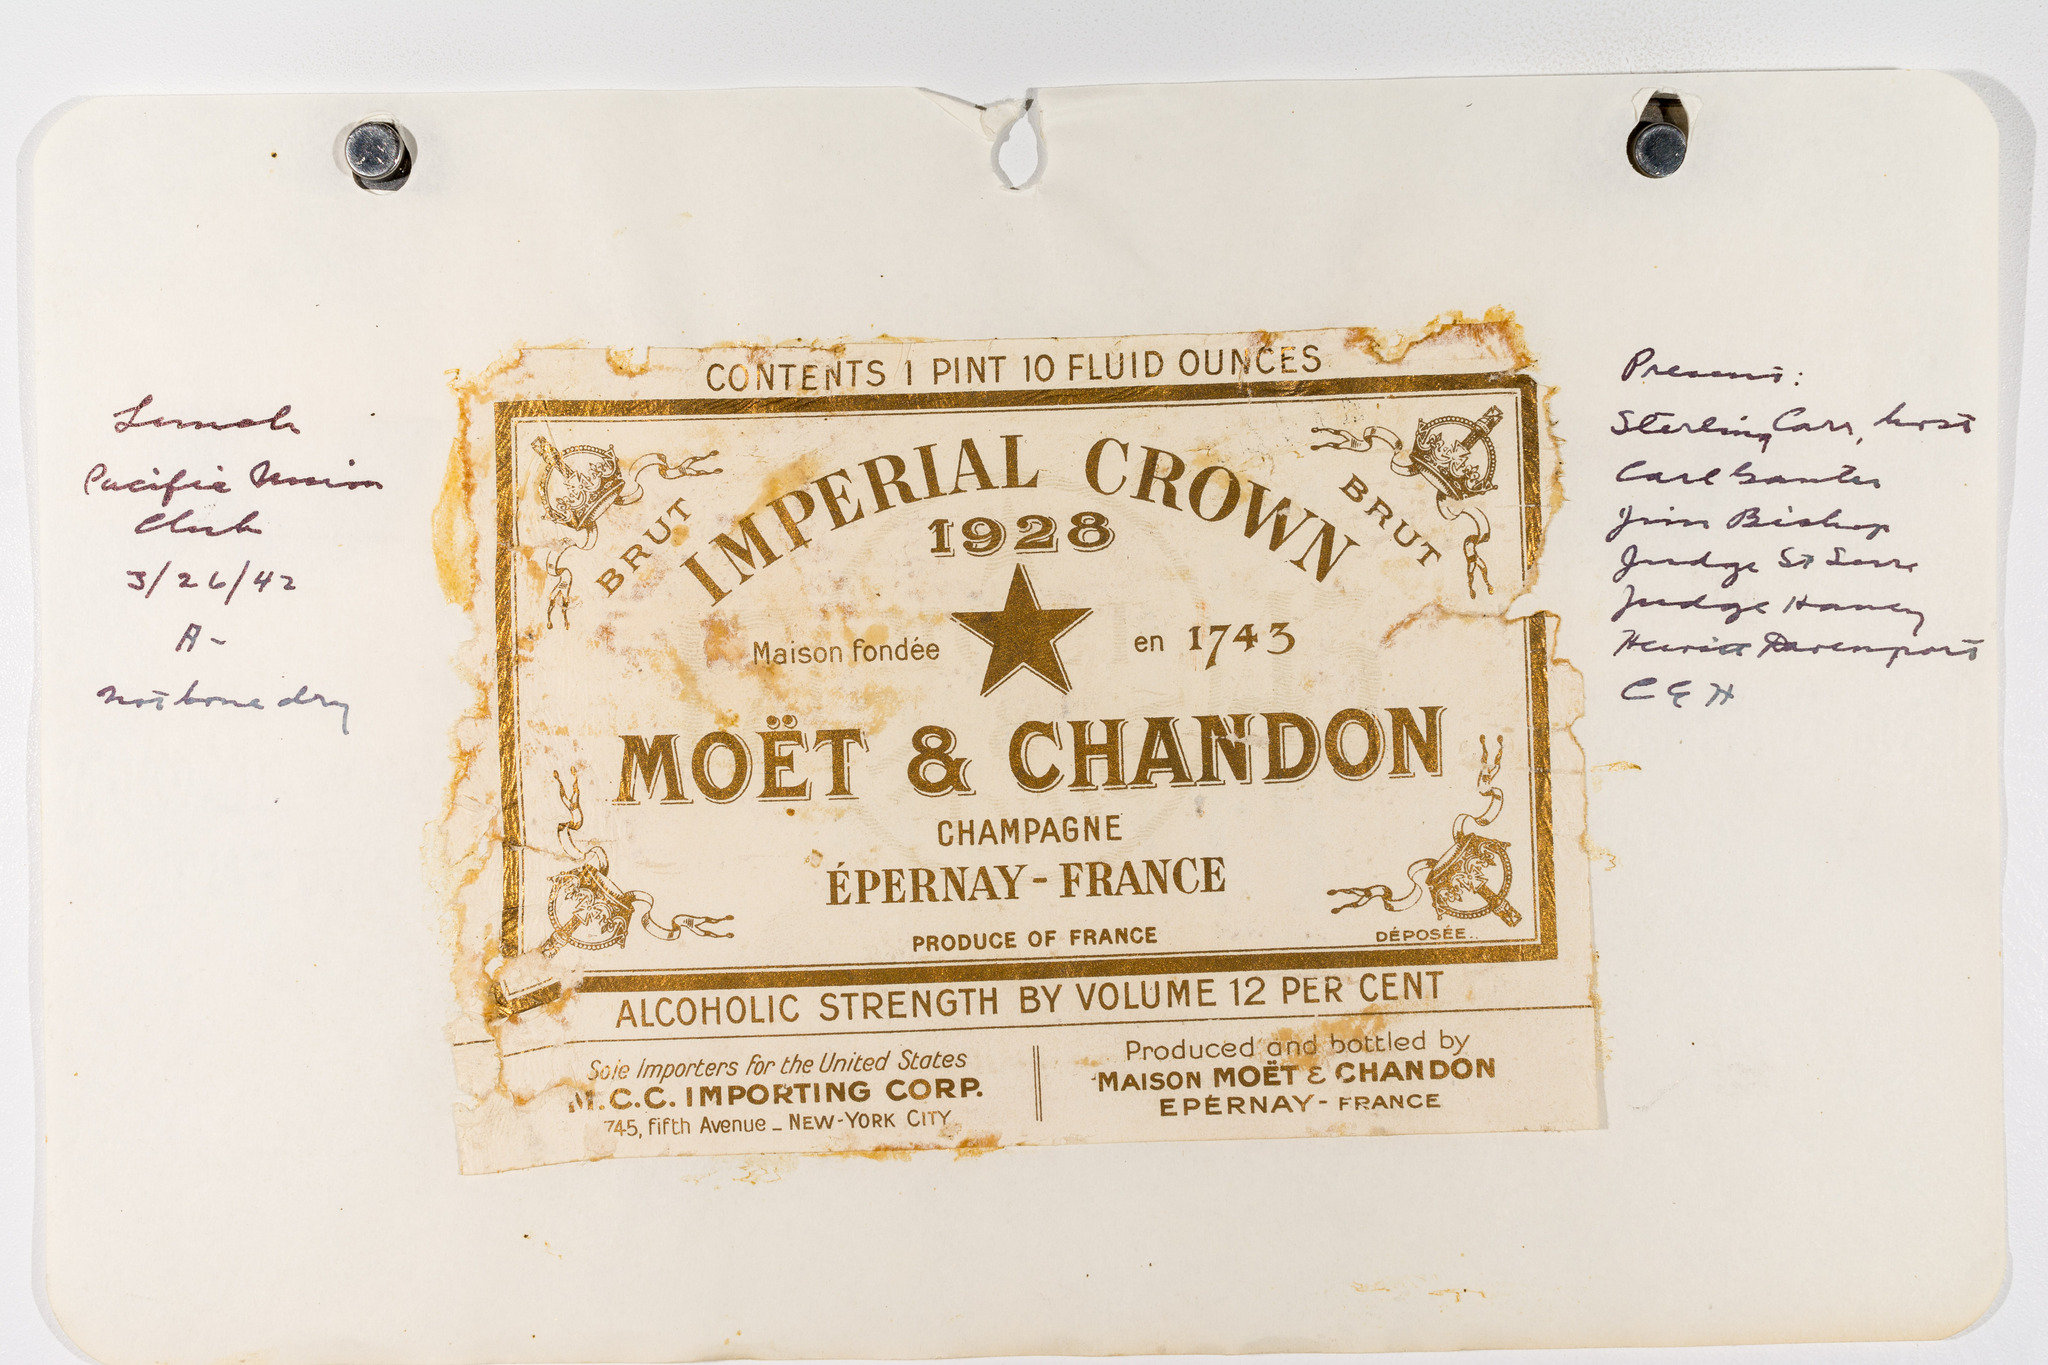 Lunch
Pacific Union
Club
3/26/42
A-
not bone dry
CONTENTS 1 PINT 10 FLUID OUNCES
BRUT
IMPERIAL CROWN
BRUT
1928
Maison fondée en 1743
MOËT & CHANDON
CHAMPAGNE
ÉPERNAY - FRANCE
PRODUCE OF FRANCE
DÉPOSÉE
ALCOHOLIC STRENGTH BY VOLUME 12 PER CENT
Sole Importers for the United States
M.C.C. IMPORTING CORP.
745, Fifth Avenue - NEW-YORK CITY
Produced and bottled by
MAISON MOËT & CHANDON
EPERNAY - FRANCE
Present:
Sterling Carr, host
Carl
Jim Bishop
Judge St Sure
Judge Haney
Davenport
C E H